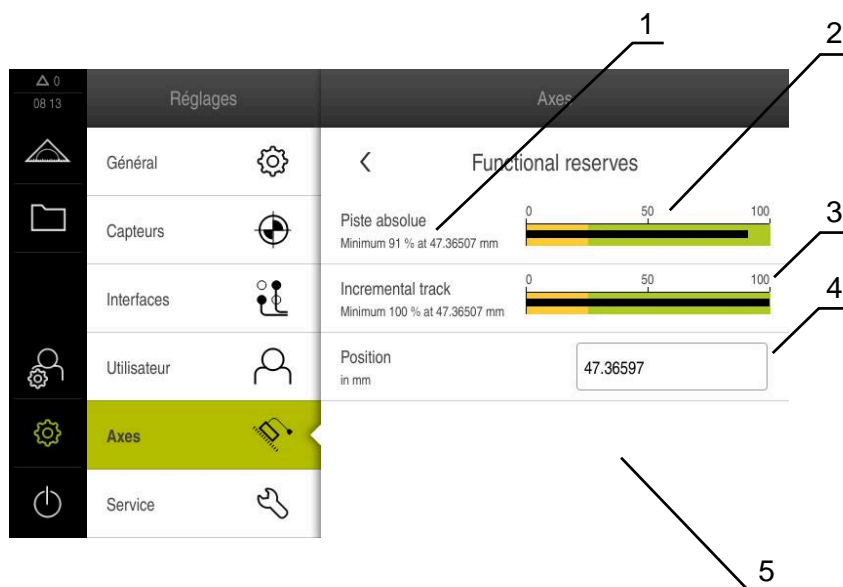 1
2
△ 0
08 13
Réglages
Axes
Général
Functional reserves
Capteurs
Piste absolue
Minimum 91 % at 47.36507 mm
0 50 100
3
Interfaces
Incremental track
Minimum 100 % at 47.36507 mm
0 50 100
4
Utilisateur
Position
in mm
47.36597
Axes
Service
5